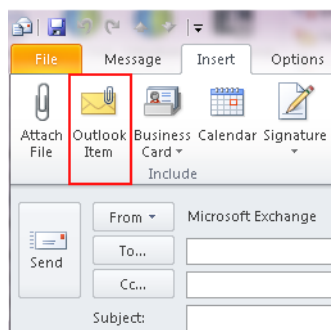 File Message Insert Options
Attach Outlook Business Calendar Signature
File Item Card
Include
From Microsoft Exchange
To...
Send
Cc...
Subject: